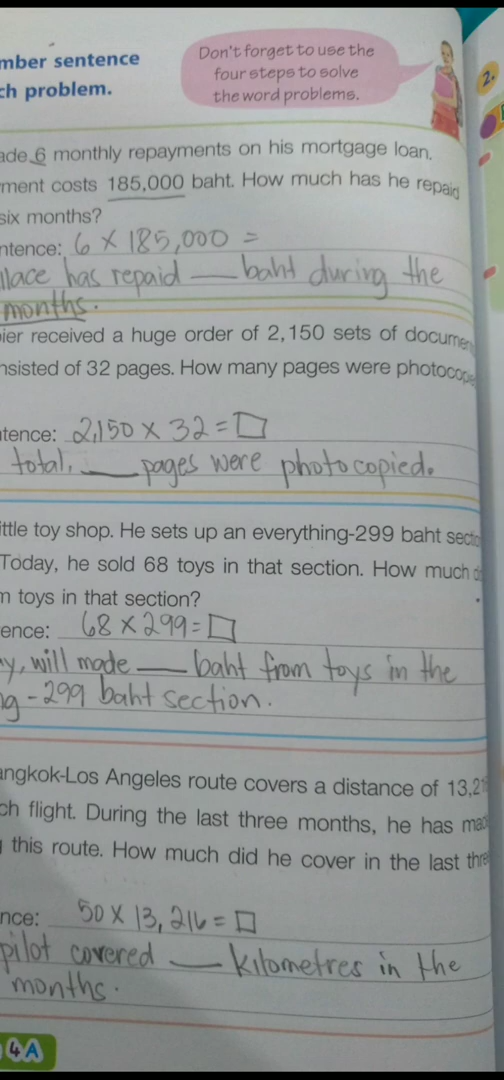 mber sentence
ch problem.
Don't forget to use the
four steps to solve
the word problems.
2.
ade 6 monthly repayments on his mortgage loan.
ment costs 185,000 baht. How much has he repaid
six months?
ntence: 6 x 185,000 =
llace has repaid ___ baht during the
months.
ier received a huge order of 2,150 sets of documen
nsisted of 32 pages. How many pages were photocopie
tence: 2,150 x 32 = □
total, ___ pages were photocopied.
ittle toy shop. He sets up an everything-299 baht sectio
Today, he sold 68 toys in that section. How much d
m toys in that section?
ence: 68 x 299 = □
y, will made ___ baht from toys in the
ng - 299 baht section.
angkok-Los Angeles route covers a distance of 13,21
ch flight. During the last three months, he has mad
this route. How much did he cover in the last thre
nce: 50 x 13,216 = □
pilot covered ___ kilometres in the
months.
4A